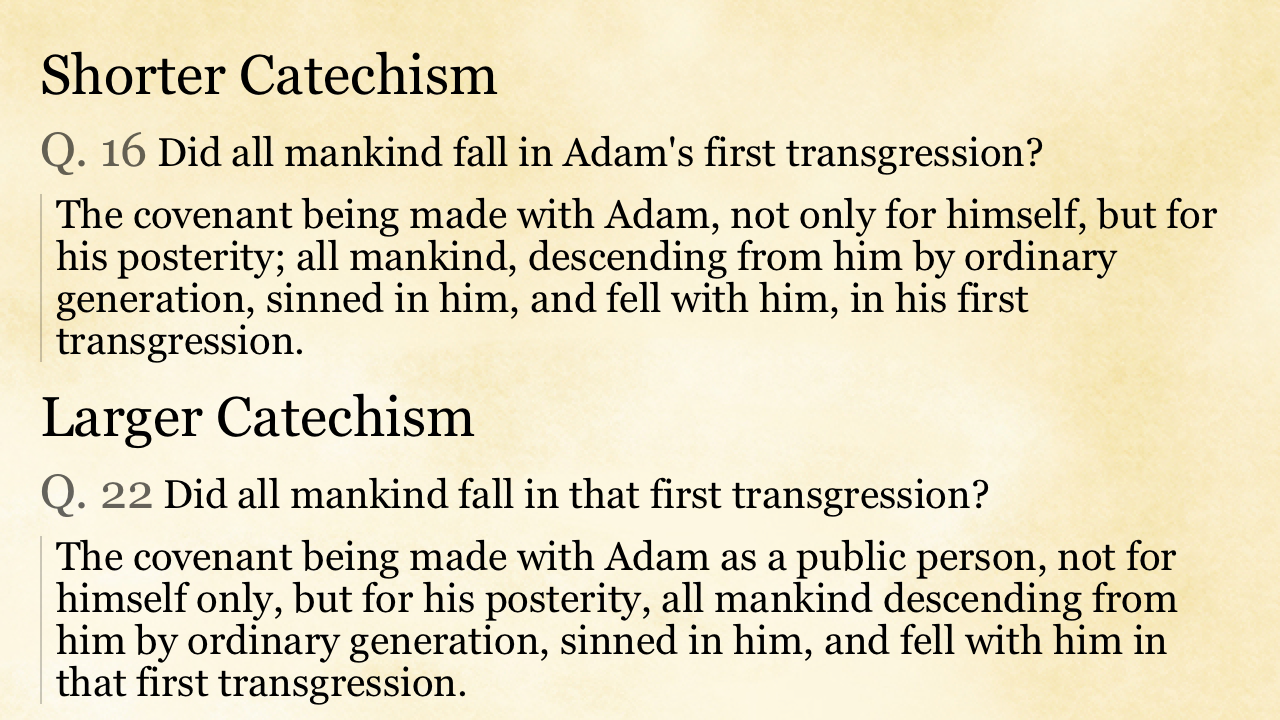 Shorter Catechism
Q. 16 Did all mankind fall in Adam's first transgression?
The covenant being made with Adam, not only for himself, but for
his posterity; all mankind, descending from him by ordinary
generation, sinned in him, and fell with him, in his first
transgression.
Larger Catechism
Q. 22 Did all mankind fall in that first transgression?
The covenant being made with Adam as a public person, not for
himself only, but for his posterity, all mankind descending from
him by ordinary generation, sinned in him, and fell with him in
that first transgression.